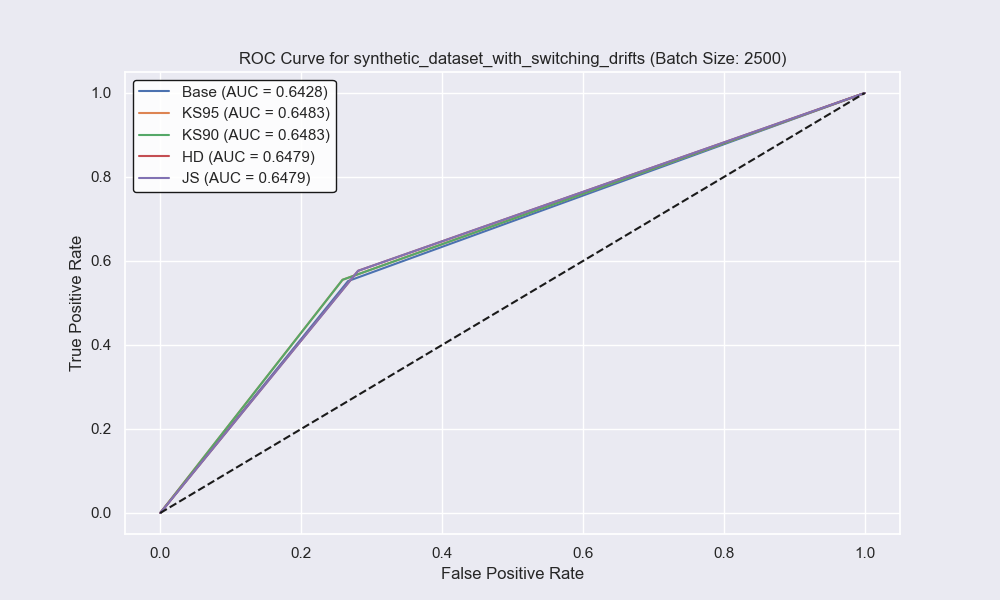 ROC Curve for synthetic_dataset_with_switching_drifts (Batch Size: 2500)
Base (AUC = 0.6428)
KS95 (AUC = 0.6483)
KS90 (AUC = 0.6483)
HD (AUC = 0.6479)
JS (AUC = 0.6479)
True Positive Rate
1.0
0.8
0.6
0.4
0.2
0.0
0.0 0.2 0.4 0.6 0.8 1.0
False Positive Rate